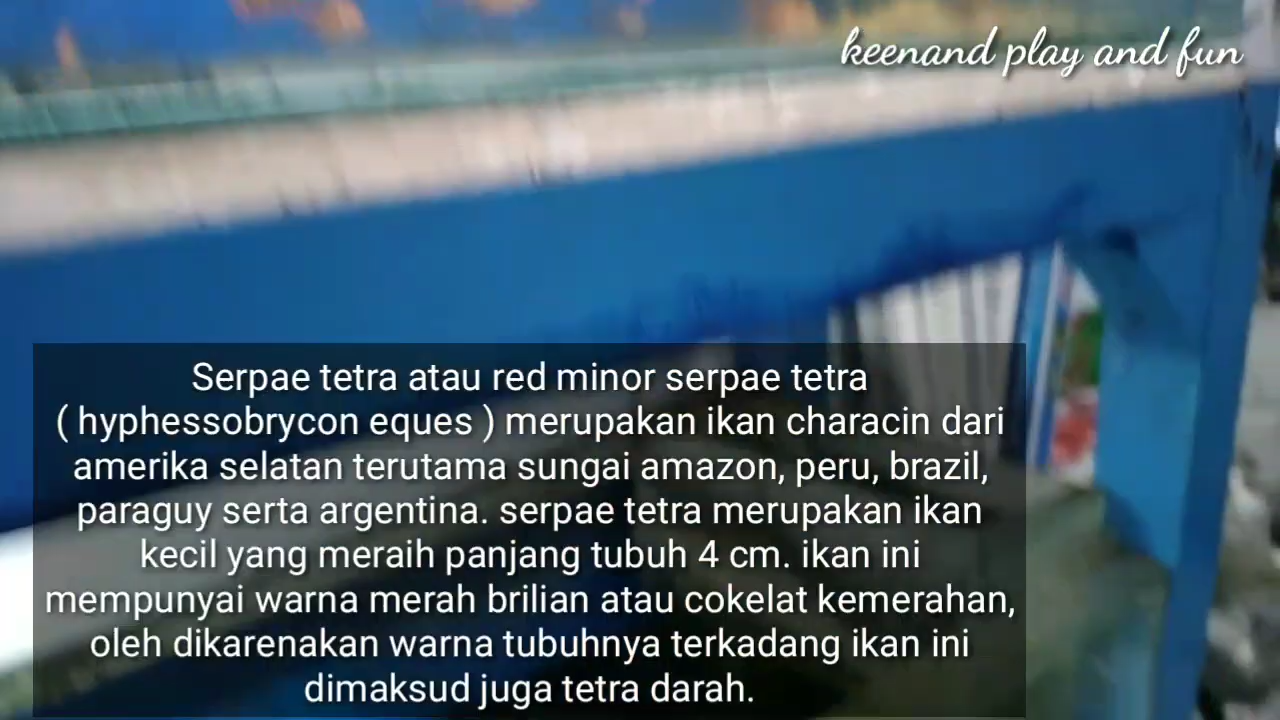 keenand play and fun
Serpae tetra atau red minor serpae tetra
( hyphessobrycon eques ) merupakan ikan characin dari
amerika selatan terutama sungai amazon, peru, brazil,
paraguy serta argentina. serpae tetra merupakan ikan
kecil yang meraih panjang tubuh 4 cm. ikan ini
mempunyai warna merah brilian atau cokelat kemerahan,
oleh dikarenakan warna tubuhnya terkadang ikan ini
dimaksud juga tetra darah.